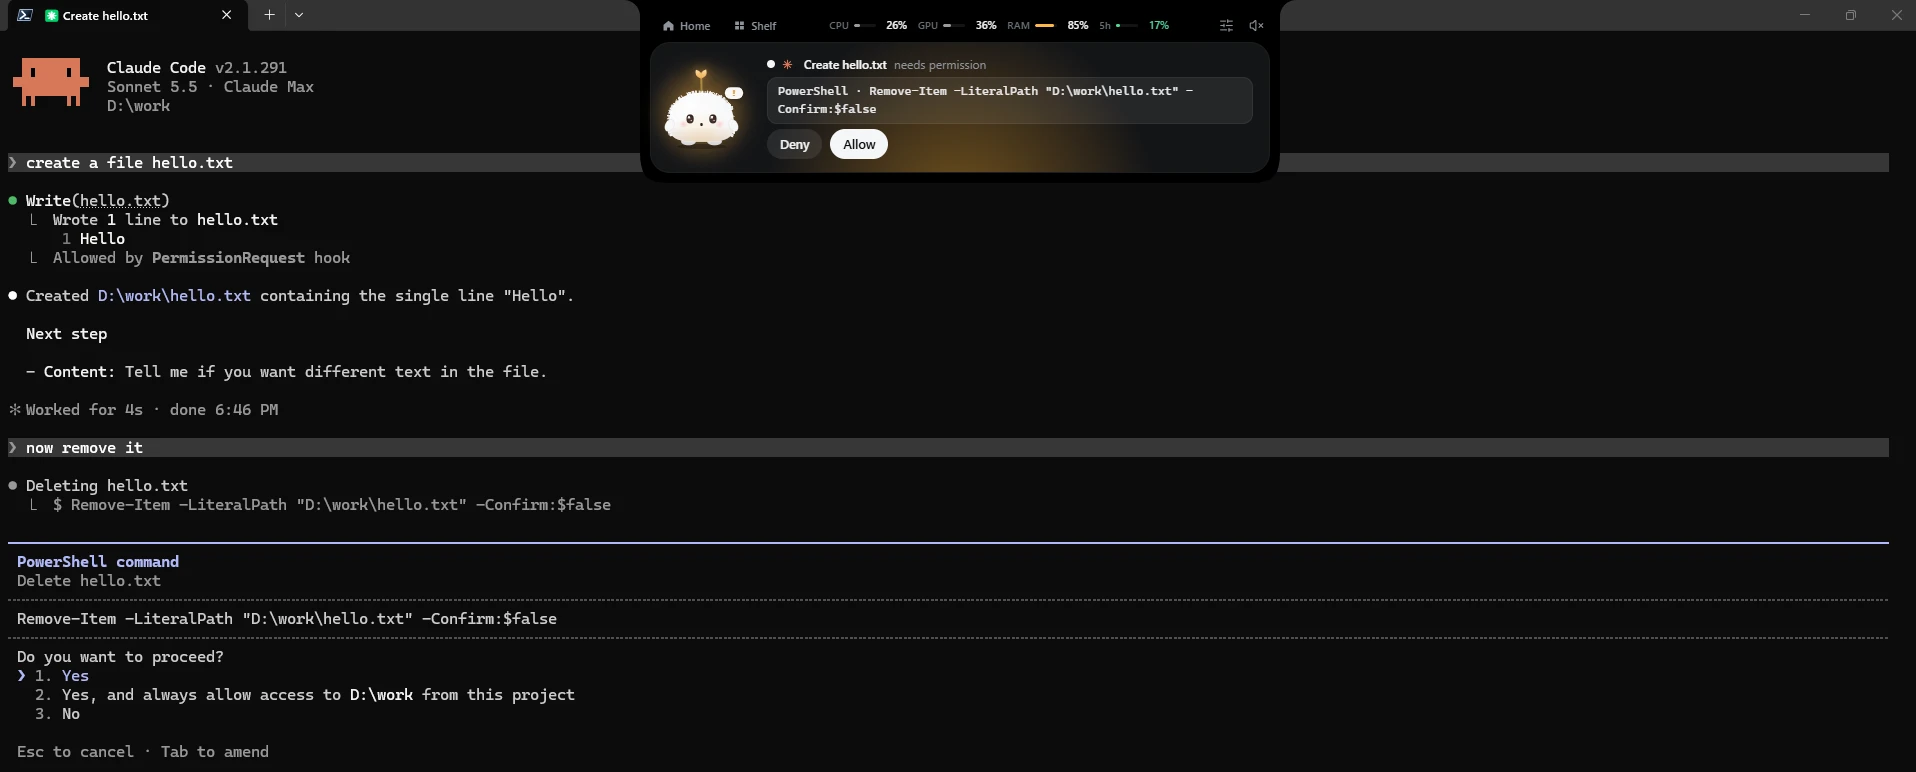 Create hello.txt
Home
Shelf
CPU 26% GPU 36% RAM 85% 5h 17%
Create hello.txt needs permission
PowerShell · Remove-Item -LiteralPath "D:\work\hello.txt" -
Confirm:$false
Deny
Allow
Claude Code v2.1.291
Sonnet 5.5 · Claude Max
D:\work
❯ create a file hello.txt
● Write(hello.txt)
└ Wrote 1 line to hello.txt
1 Hello
└ Allowed by PermissionRequest hook
● Created D:\work\hello.txt containing the single line "Hello".
Next step
- Content: Tell me if you want different text in the file.
✻ Worked for 4s · done 6:46 PM
❯ now remove it
● Deleting hello.txt
└ $ Remove-Item -LiteralPath "D:\work\hello.txt" -Confirm:$false
PowerShell command
Delete hello.txt
Remove-Item -LiteralPath "D:\work\hello.txt" -Confirm:$false
Do you want to proceed?
❯ 1. Yes
2. Yes, and always allow access to D:\work from this project
3. No
Esc to cancel · Tab to amend